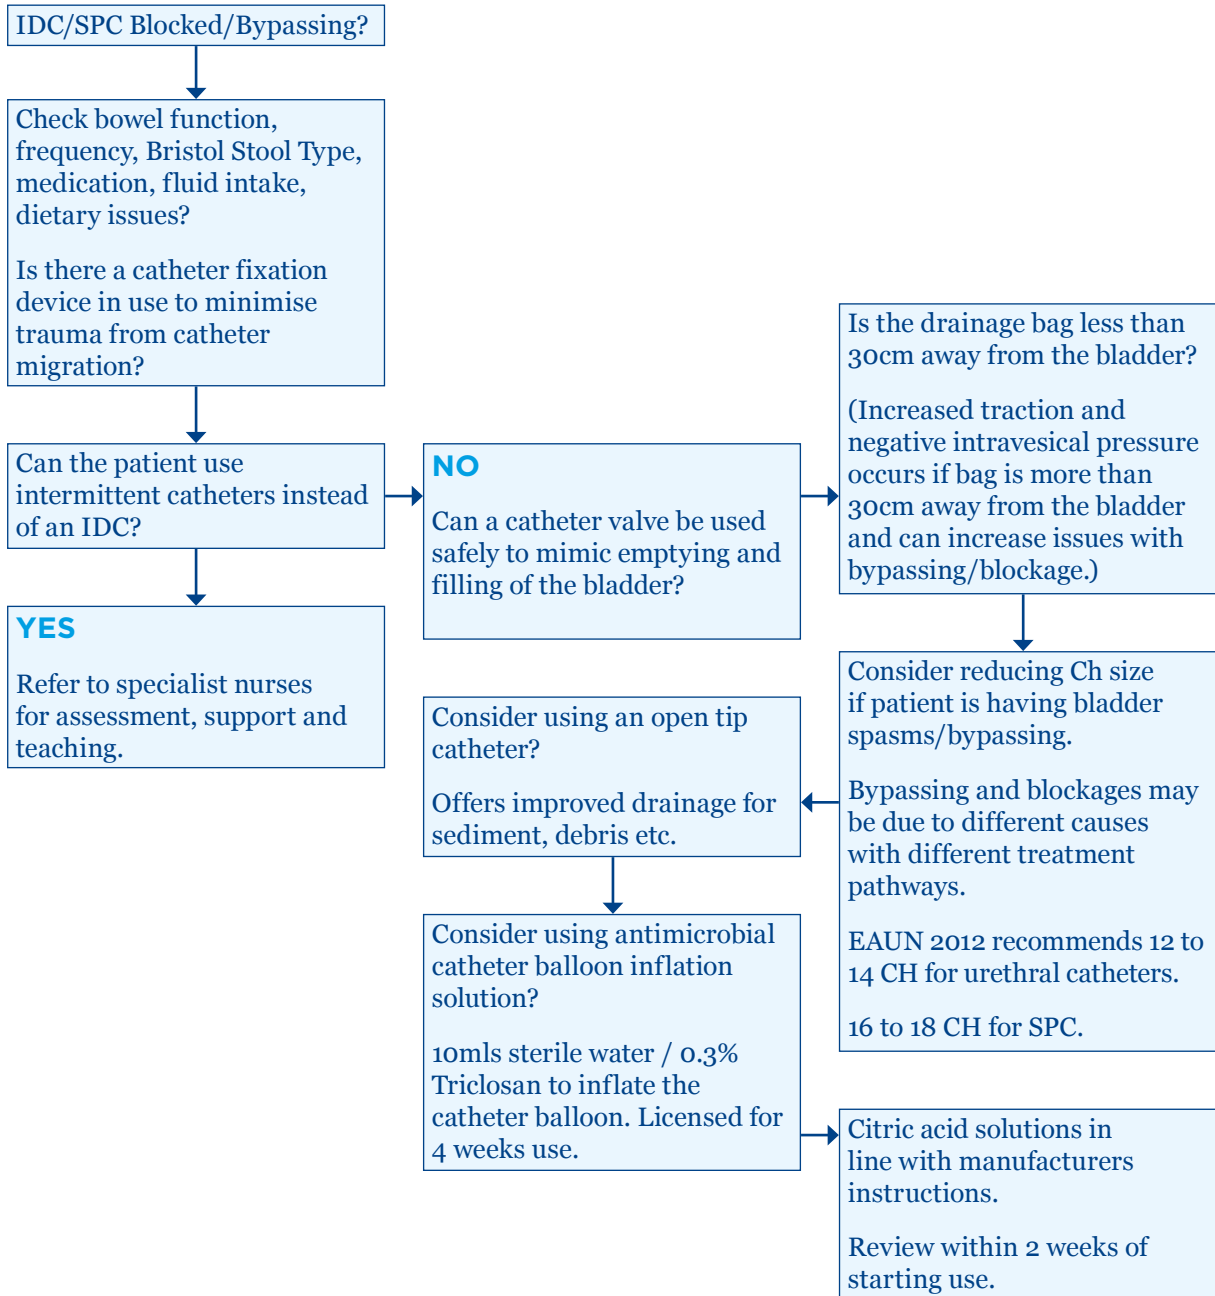 IDC/SPC Blocked/Bypassing?
Check bowel function,
frequency, Bristol Stool Type,
medication, fluid intake,
dietary issues?
Is there a catheter fixation
device in use to minimise
trauma from catheter
migration?
Can the patient use
intermittent catheters instead
of an IDC?
YES
Refer to specialist nurses
for assessment, support and
teaching.
NO
Can a catheter valve be used
safely to mimic emptying and
filling of the bladder?
Is the drainage bag less than
30cm away from the bladder?
(Increased traction and
negative intravesical pressure
occurs if bag is more than
30cm away from the bladder
and can increase issues with
bypassing/blockage.)
Consider reducing Ch size
if patient is having bladder
spasms/bypassing.
Bypassing and blockages may
be due to different causes
with different treatment
pathways.
EAUN 2012 recommends 12 to
14 CH for urethral catheters.
16 to 18 CH for SPC.
Consider using an open tip
catheter?
Offers improved drainage for
sediment, debris etc.
Consider using antimicrobial
catheter balloon inflation
solution?
10mls sterile water / 0.3%
Triclosan to inflate the
catheter balloon. Licensed for
4 weeks use.
Citric acid solutions in
line with manufacturers
instructions.
Review within 2 weeks of
starting use.